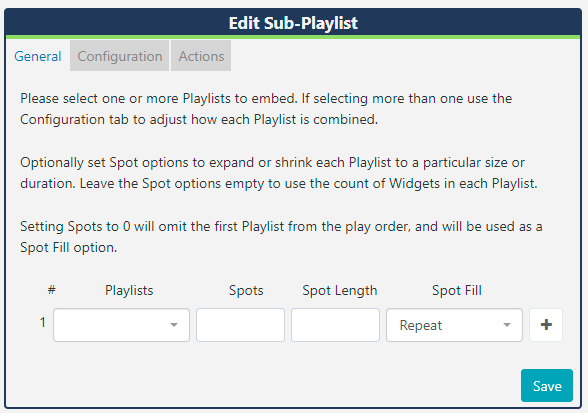 Edit Sub-Playlist
General Configuration Actions
Please select one or more Playlists to embed. If selecting more than one use the
Configuration tab to adjust how each Playlist is combined.
Optionally set Spot options to expand or shrink each Playlist to a particular size or
duration. Leave the Spot options empty to use the count of Widgets in each Playlist.
Setting Spots to 0 will omit the first Playlist from the play order, and will be used as a
Spot Fill option.
# Playlists Spots Spot Length Spot Fill
1 Repeat +
Save